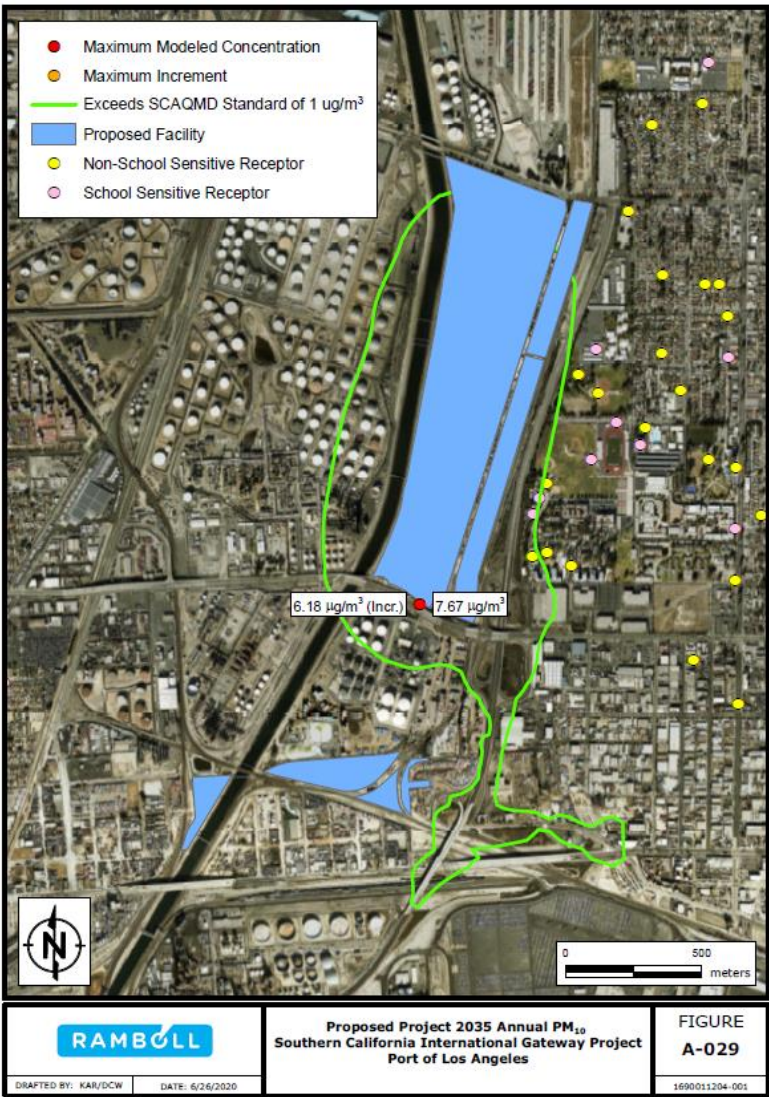 Maximum Modeled Concentration
Maximum Increment
Exceeds SCAQMD Standard of 1 ug/m³
Proposed Facility
Non-School Sensitive Receptor
School Sensitive Receptor
6.18 µg/m³ (Incr.)
7.67 µg/m³
N
0 500
meters
RAMBOLL
DRAFTED BY: KAR/DCW DATE: 6/26/2020
Proposed Project 2035 Annual PM₁₀
Southern California International Gateway Project
Port of Los Angeles
FIGURE
A-029
1690011204-001